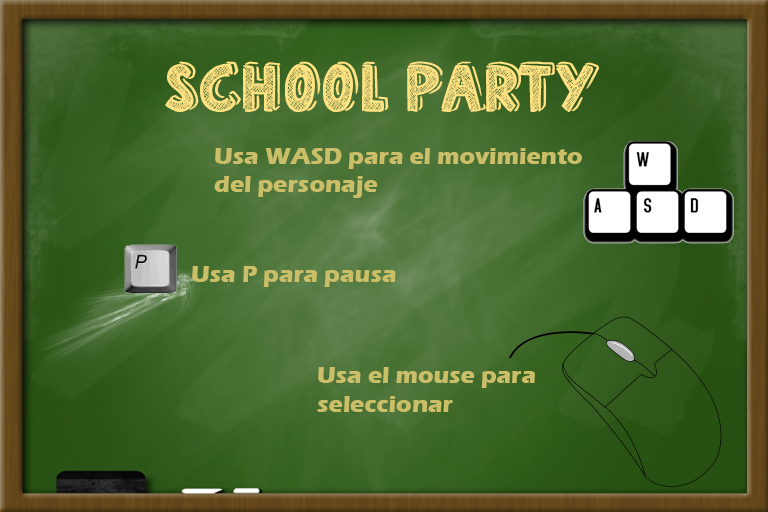 SCHOOL PARTY
Usa WASD para el movimiento
del personaje
W
A S D
P
Usa P para pausa
Usa el mouse para
seleccionar